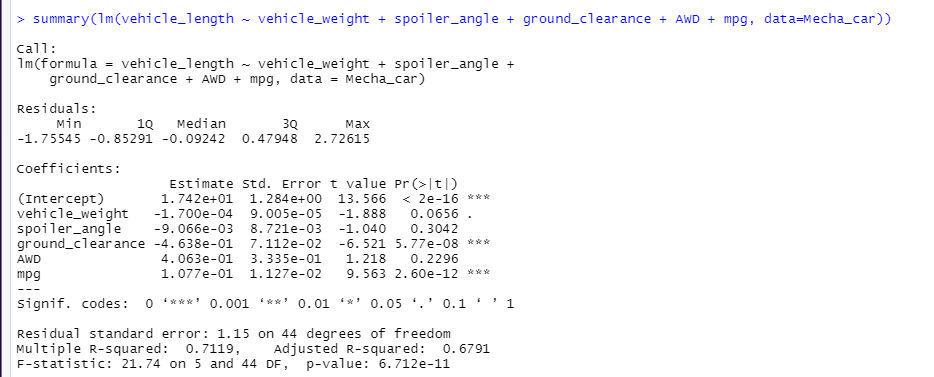 > summary(lm(vehicle_length ~ vehicle_weight + spoiler_angle + ground_clearance + AWD + mpg, data=Mecha_car))
Call:
lm(formula = vehicle_length ~ vehicle_weight + spoiler_angle +
    ground_clearance + AWD + mpg, data = Mecha_car)
Residuals:
     Min       1Q   Median       3Q      Max
-1.75545 -0.85291 -0.09242  0.47948  2.72615
Coefficients:
                   Estimate Std. Error t value Pr(>|t|)
(Intercept)       1.742e+01  1.284e+00  13.566  < 2e-16 ***
vehicle_weight   -1.700e-04  9.005e-05  -1.888   0.0656 .
spoiler_angle    -9.066e-03  8.721e-03  -1.040   0.3042
ground_clearance -4.638e-01  7.112e-02  -6.521 5.77e-08 ***
AWD               4.063e-01  3.335e-01   1.218   0.2296
mpg               1.077e-01  1.127e-02   9.563 2.60e-12 ***
---
Signif. codes:  0 ‘***’ 0.001 ‘**’ 0.01 ‘*’ 0.05 ‘.’ 0.1 ‘ ’ 1
Residual standard error: 1.15 on 44 degrees of freedom
Multiple R-squared:  0.7119,    Adjusted R-squared:  0.6791
F-statistic: 21.74 on 5 and 44 DF,  p-value: 6.712e-11